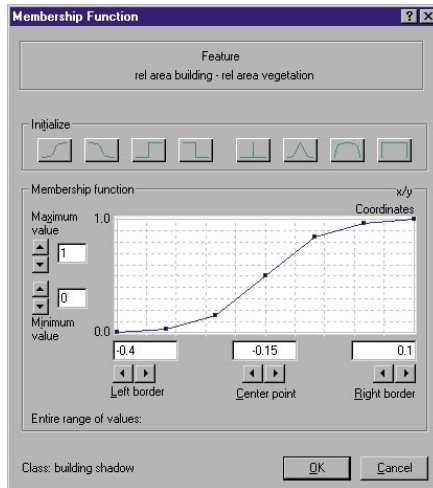 Membership Function
Feature
rel area building - rel area vegetation
Initialize
Membership function
x/y
Coordinates
Maximum
value
1
0
Minimum
value
1.0
0.0
-0.4
-0.15
0.1
Left border
Center point
Right border
Entire range of values:
Class: building shadow
OK
Cancel